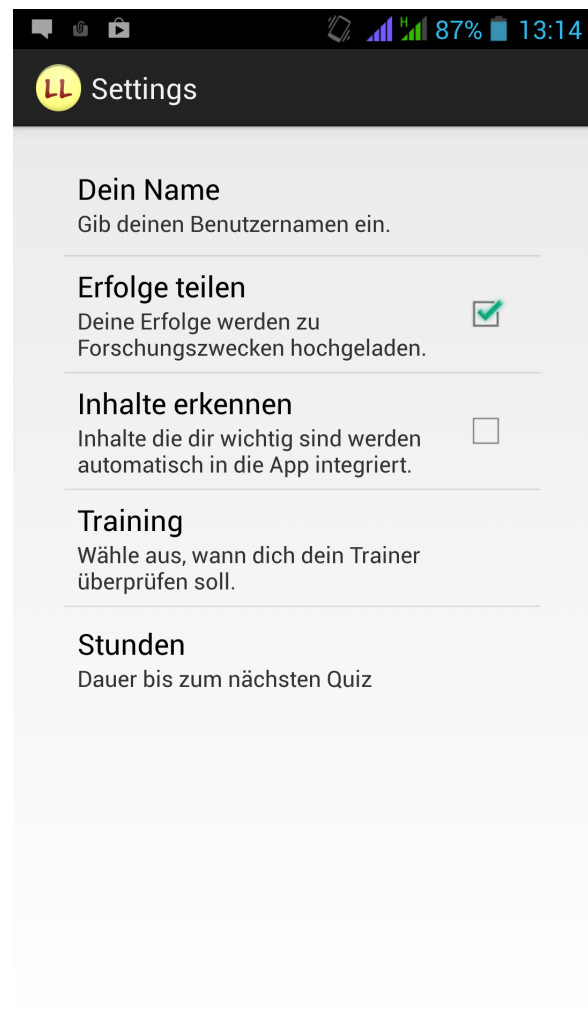 H 87% 13:14
LL Settings
Dein Name
Gib deinen Benutzernamen ein.
Erfolge teilen
Deine Erfolge werden zu
Forschungszwecken hochgeladen.
Inhalte erkennen
Inhalte die dir wichtig sind werden
automatisch in die App integriert.
Training
Wähle aus, wann dich dein Trainer
überprüfen soll.
Stunden
Dauer bis zum nächsten Quiz